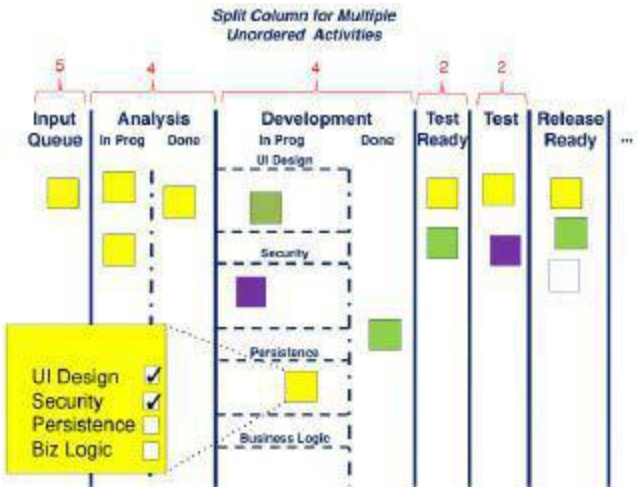 Split Column for Multiple
Unordered Activities
5
4
4
2
2
Input
Queue
Analysis
In Prog
Done
Development
In Prog
Done
Test
Ready
Test
Release
Ready
...
UI Design
Security
Persistence
Business Logic
UI Design
Security
Persistence
Biz Logic